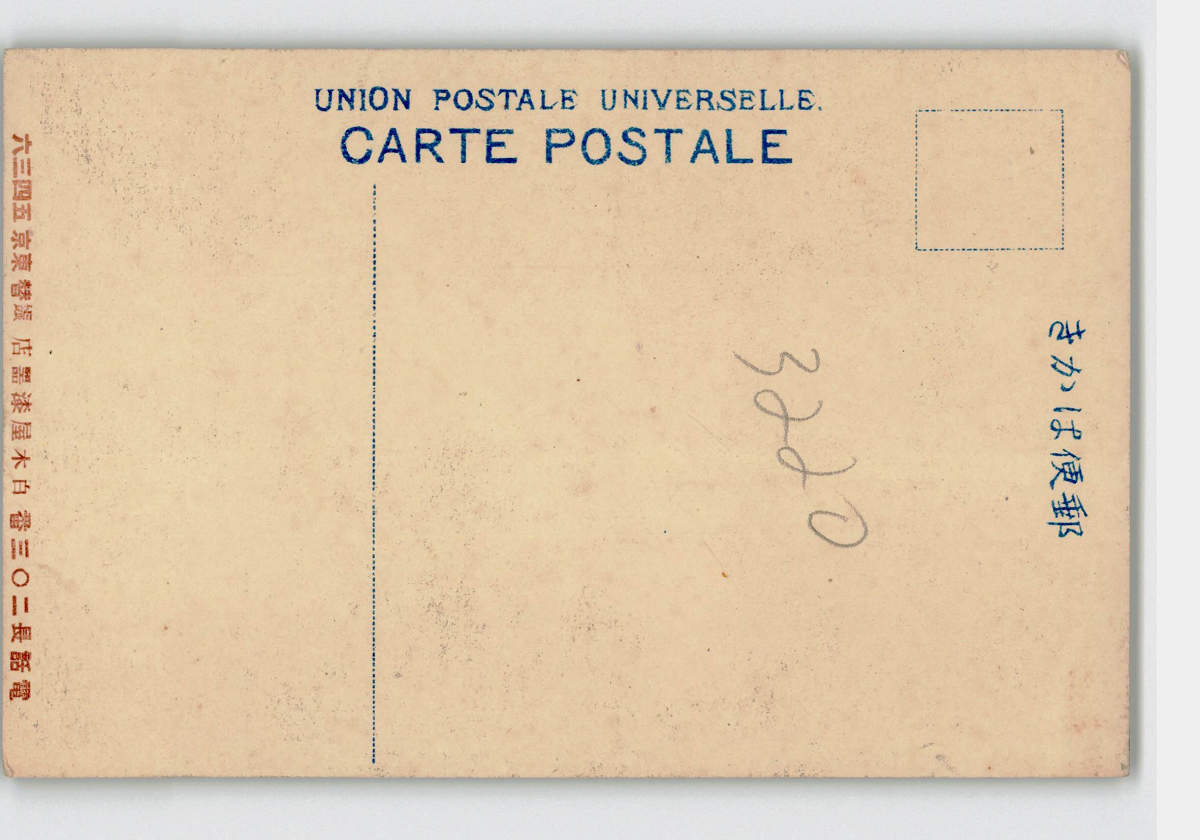 UNION POSTALE UNIVERSELLE.
CARTE POSTALE
郵便はかき
3220
電話長二〇三番 白木屋漆器店 振替東京五四三六